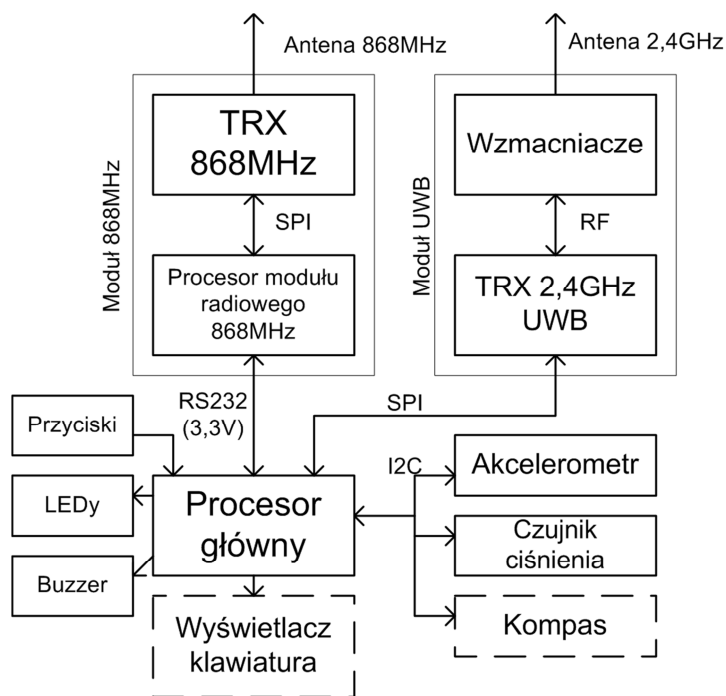 Antena 868MHz
Antena 2,4GHz
Moduł 868MHz
TRX
868MHz
SPI
Procesor modułu
radiowego
868MHz
Moduł UWB
Wzmacniacze
RF
TRX 2,4GHz
UWB
RS232
(3,3V)
SPI
Przyciski
LEDy
Buzzer
Procesor
główny
I2C
Akcelerometr
Czujnik
ciśnienia
Kompas
Wyświetlacz
klawiatura